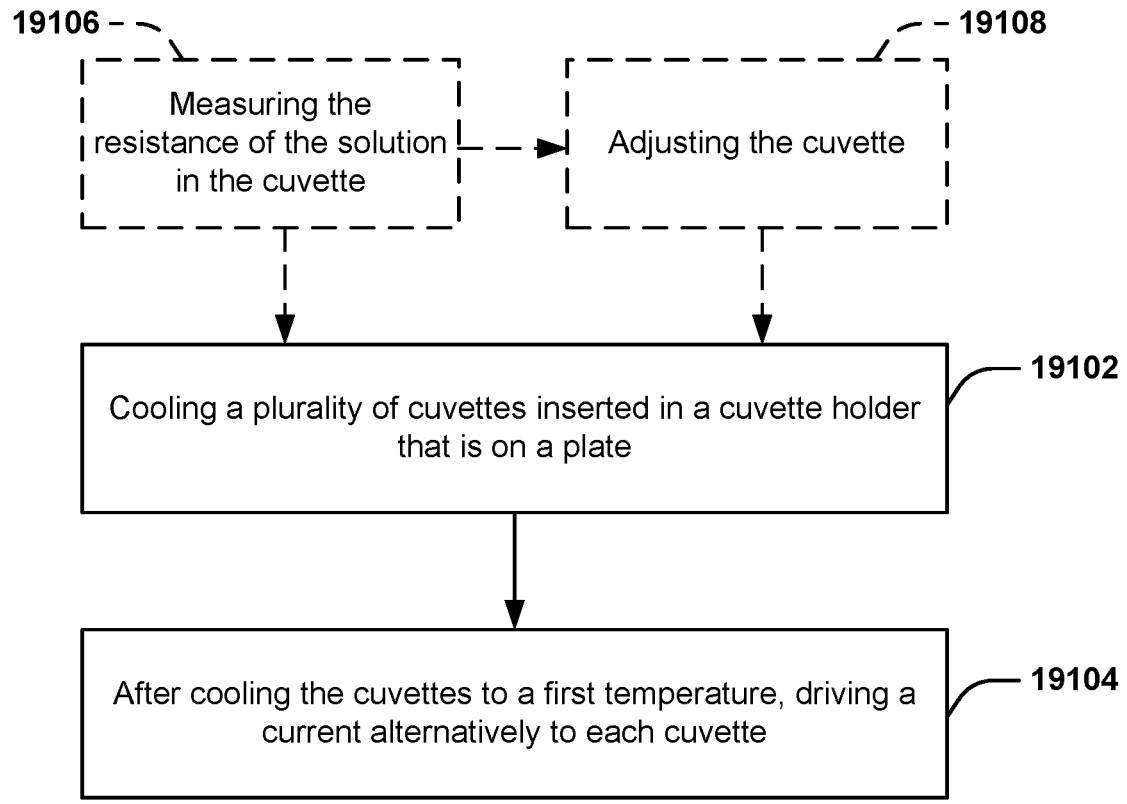 19106
19108
Measuring the
resistance of the solution
in the cuvette
Adjusting the cuvette
19102
Cooling a plurality of cuvettes inserted in a cuvette holder
that is on a plate
19104
After cooling the cuvettes to a first temperature, driving a
current alternatively to each cuvette